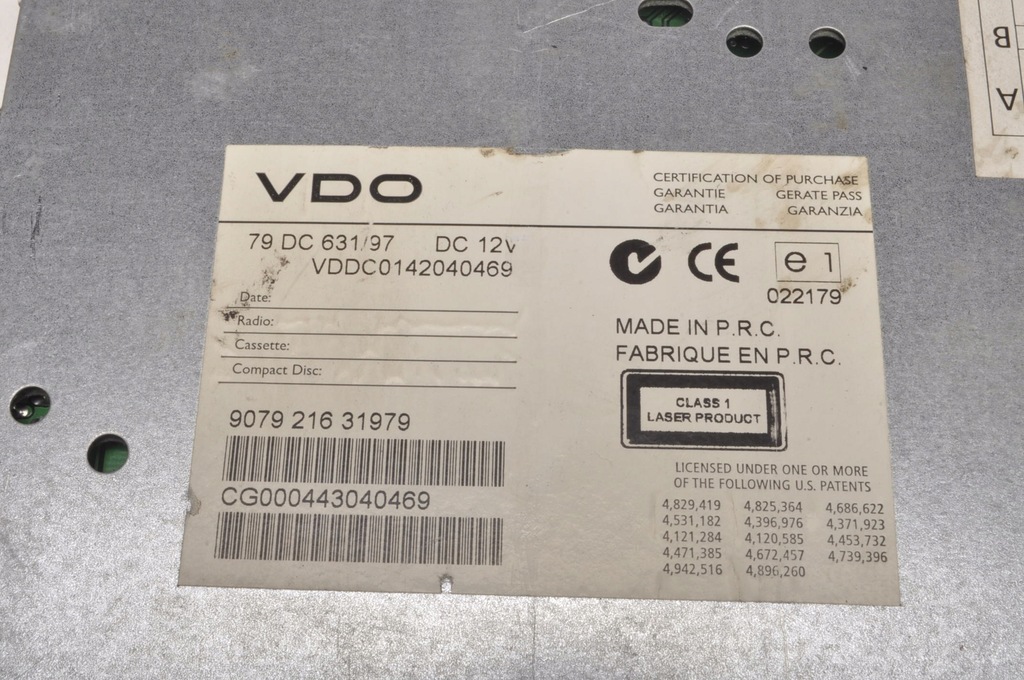 VDO
CERTIFICATION OF PURCHASE
GARANTIE GERATE PASS
GARANTIA GARANZIA
79 DC 631/97 DC 12v
VDDC0142040469
e 1
022179
Date:
Radio:
Cassette:
Compact Disc:
MADE IN P.R.C.
FABRIQUE EN P.R.C.
CLASS 1
LASER PRODUCT
9079 216 31979
CG000443040469
LICENSED UNDER ONE OR MORE
OF THE FOLLOWING U.S. PATENTS
4,829,419 4,825,364 4,686,622
4,531,182 4,396,976 4,371,923
4,121,284 4,120,585 4,453,732
4,471,385 4,672,457 4,739,396
4,942,516 4,896,260
A
B